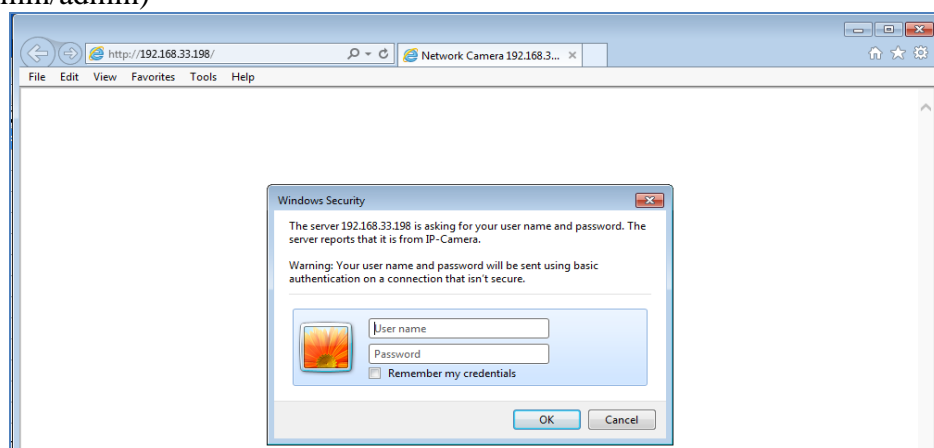 http://192.168.33.198/
Network Camera 192.168.3...
File Edit View Favorites Tools Help
Windows Security
The server 192.168.33.198 is asking for your user name and password. The
server reports that it is from IP-Camera.
Warning: Your user name and password will be sent using basic
authentication on a connection that isn't secure.
User name
Password
Remember my credentials
OK Cancel